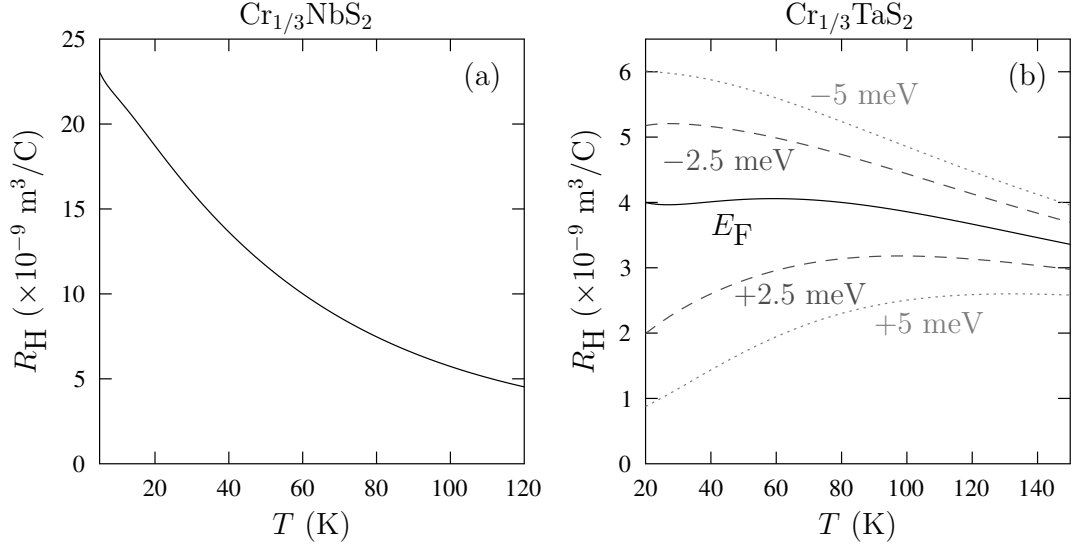 Cr1/3NbS2
(a)
25
20
15
10
5
0
RH (×10−9 m3/C)
20 40 60 80 100 120
T (K)
Cr1/3TaS2
(b)
6
5
4
3
2
1
0
RH (×10−9 m3/C)
−5 meV
−2.5 meV
EF
+2.5 meV
+5 meV
20 40 60 80 100 120 140
T (K)